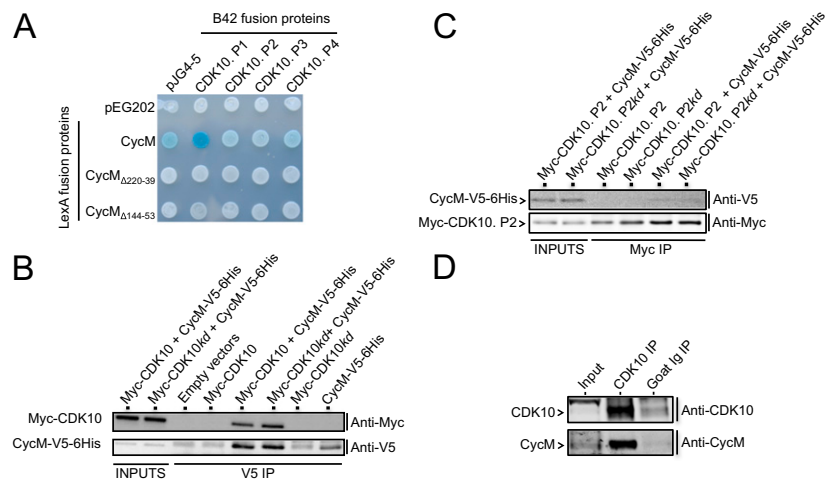 A
B42 fusion proteins
pJG4-5
CDK10. P1
CDK10. P2
CDK10. P3
CDK10. P4
LexA fusion proteins
pEG202
CycM
CycMΔ220-39
CycMΔ144-53
B
Myc-CDK10 + CycM-V5-6His
Myc-CDK10kd + CycM-V5-6His
Empty vectors
Myc-CDK10
Myc-CDK10 + CycM-V5-6His
Myc-CDK10kd+ CycM-V5-6His
Myc-CDK10kd
CycM-V5-6His
Myc-CDK10
Anti-Myc
CycM-V5-6His
Anti-V5
INPUTS
V5 IP
C
Myc-CDK10. P2 + CycM-V5-6His
Myc-CDK10. P2kd + CycM-V5-6His
Myc-CDK10. P2
Myc-CDK10. P2kd
Myc-CDK10. P2 + CycM-V5-6His
Myc-CDK10. P2kd + CycM-V5-6His
CycM-V5-6His >
Anti-V5
Myc-CDK10. P2 >
Anti-Myc
INPUTS
Myc IP
D
Input
CDK10 IP
Goat Ig IP
CDK10 >
Anti-CDK10
CycM >
Anti-CycM